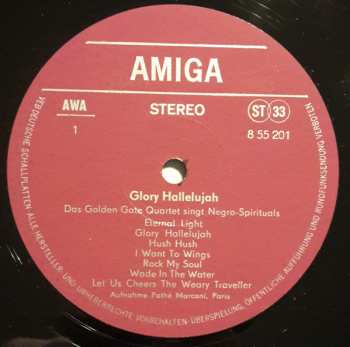 AMIGA
AWA
STEREO
ST 33
1
8 55 201
Glory Hallelujah
Das Golden Gate Quartet singt Negro-Spirituals
Eternal Light
Glory Hallelujah
Hush Hush
I Want To Wings
Rock My Soul
Wade In The Water
Let Us Cheers The Weary Traveller
Aufnahme Pathé Marconi, Paris
VEB DEUTSCHE SCHALLPLATTEN · ALLE HERSTELLER- UND URHEBERRECHTE VORBEHALTEN · ÜBERSPIELUNG, ÖFFENTLICHE AUFFÜHRUNG UND RUNDFUNKSENDUNG VERBOTEN